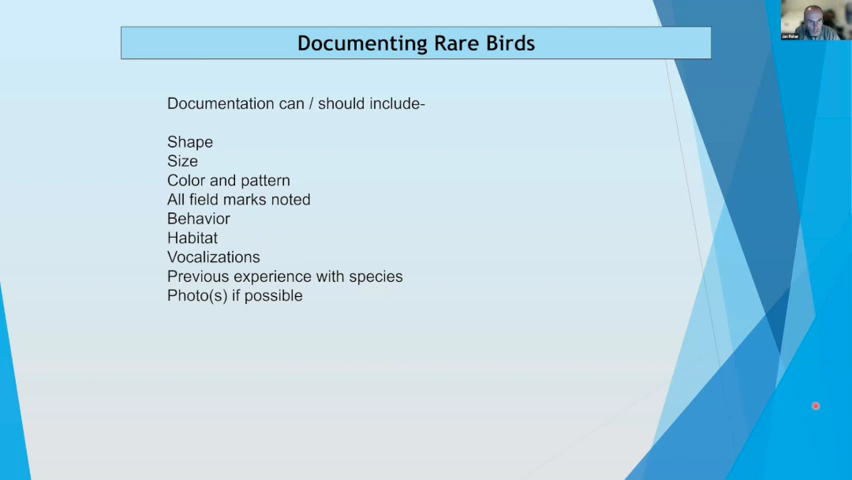 Documenting Rare Birds
Documentation can / should include-
Shape
Size
Color and pattern
All field marks noted
Behavior
Habitat
Vocalizations
Previous experience with species
Photo(s) if possible